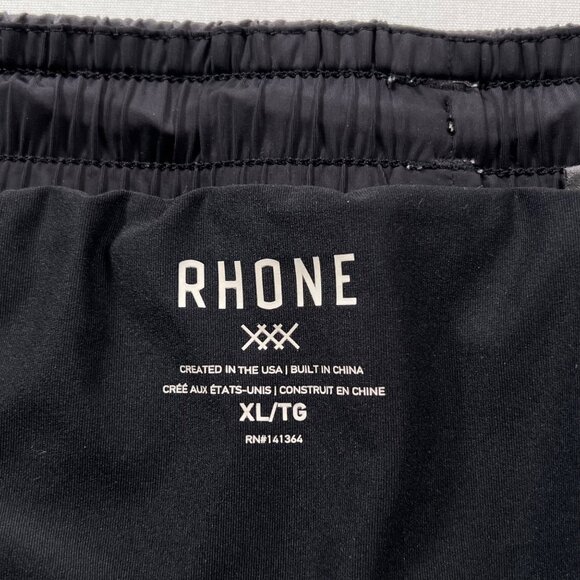 RHONE
CREATED IN THE USA | BUILT IN CHINA
CRÉÉ AUX ÉTATS-UNIS | CONSTRUIT EN CHINE
XL/TG
RN#141364